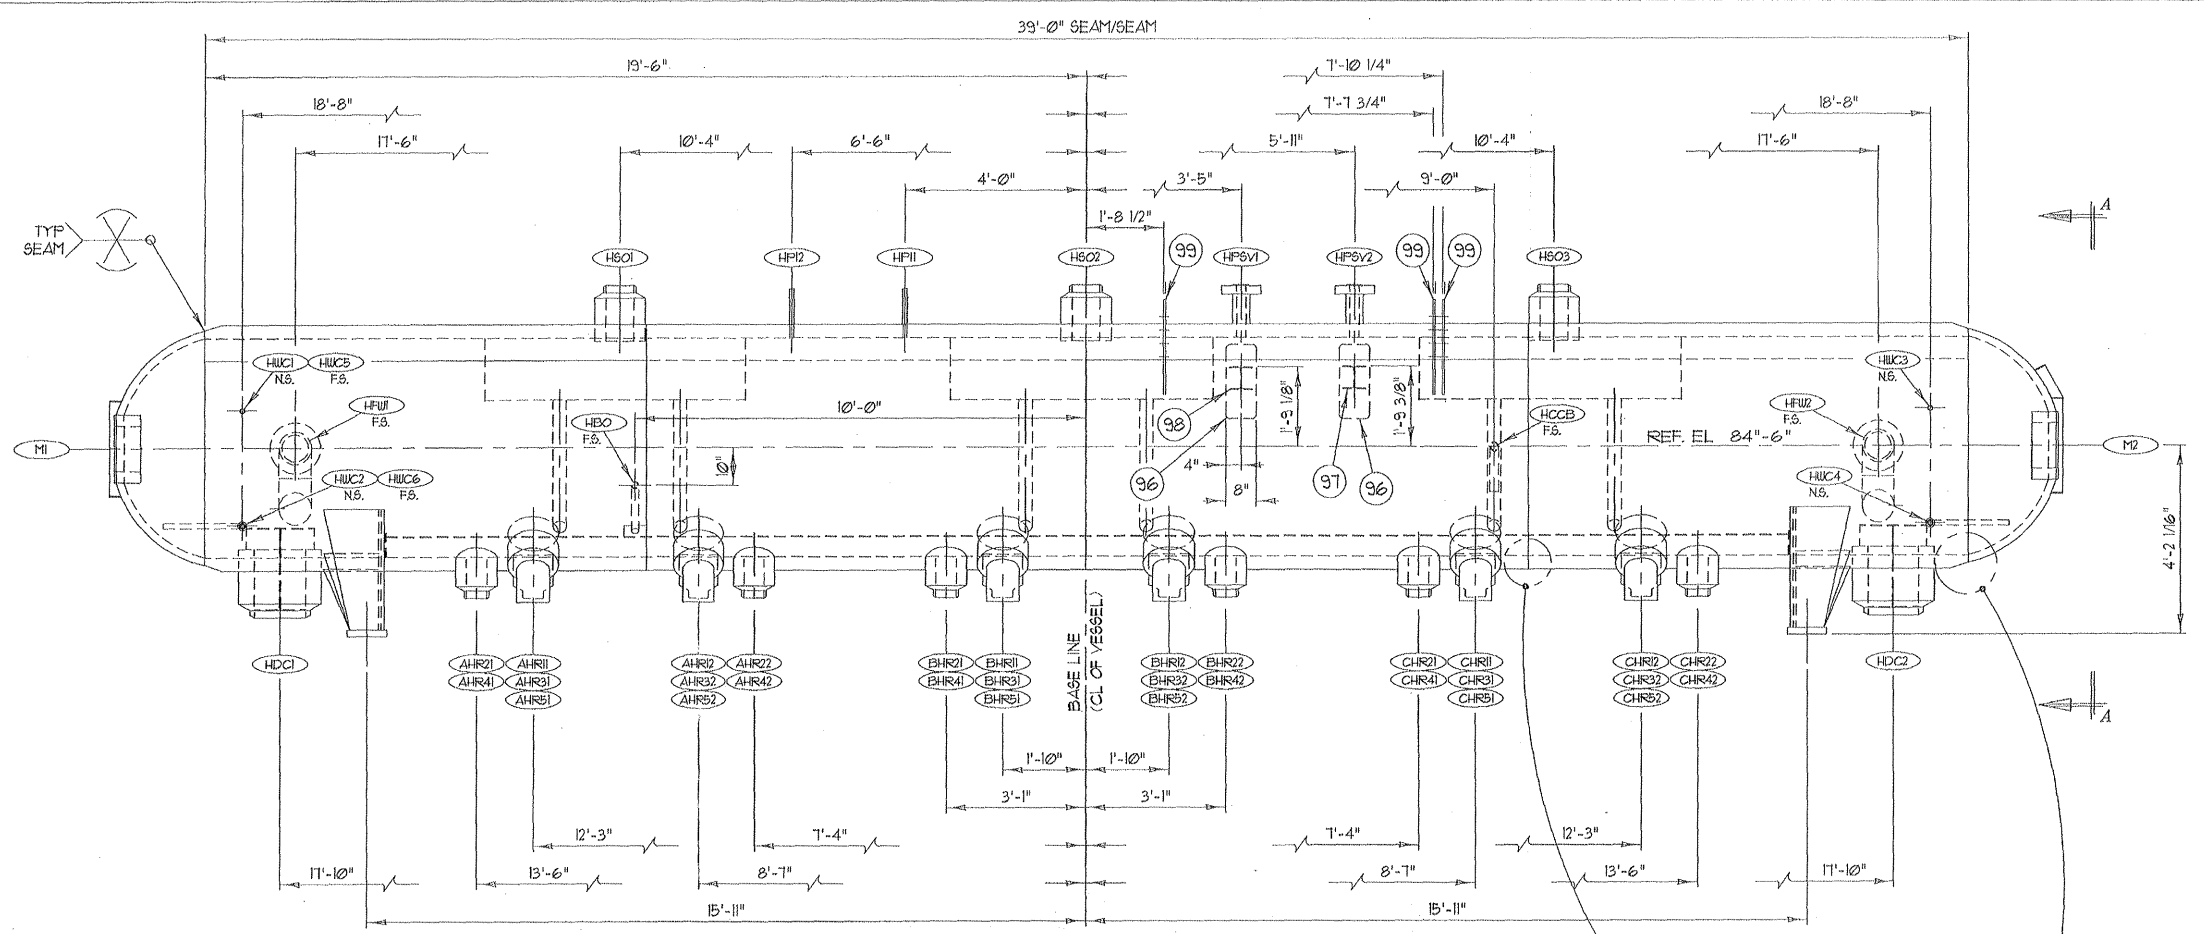 39'-0" SEAM/SEAM
19'-6"
7'-10 1/4"
18'-8"
7'-7 3/4"
18'-8"
17'-6"
10'-4"
6'-6"
5'-11"
10'-4"
17'-6"
4'-0"
3'-5"
9'-0"
1'-8 1/2"
A
TYP
SEAM
HSO1
HPI2
HPI1
HSO2
99
HPSV1
HPSV2
99
99
HSO3
HWC1
HWC5
N.S.
F.S.
HWC3
N.S.
HFW1
F.S.
10'-0"
1'-9 1/8"
1'-9 3/8"
HBO
F.S.
98
HCCB
F.S.
HFW2
F.S.
M1
REF. EL 84"-6"
M2
10"
4"
HWC2
HWC6
N.S.
F.S.
96
8"
97
96
HWC4
N.S.
4'-2 1/16"
BASE LINE
(CL OF VESSEL)
HDC1
AHR21
AHR11
AHR12
AHR22
BHR21
BHR11
BHR12
BHR22
CHR21
CHR11
CHR12
CHR22
HDC2
AHR41
AHR31
AHR32
AHR42
BHR41
BHR31
BHR32
BHR42
CHR41
CHR31
CHR32
CHR42
AHR51
AHR52
BHR51
BHR52
CHR51
CHR52
A
1'-10"
1'-10"
3'-1"
3'-1"
12'-3"
7'-4"
7'-4"
12'-3"
17'-10"
13'-6"
8'-7"
8'-7"
13'-6"
17'-10"
15'-11"
15'-11"